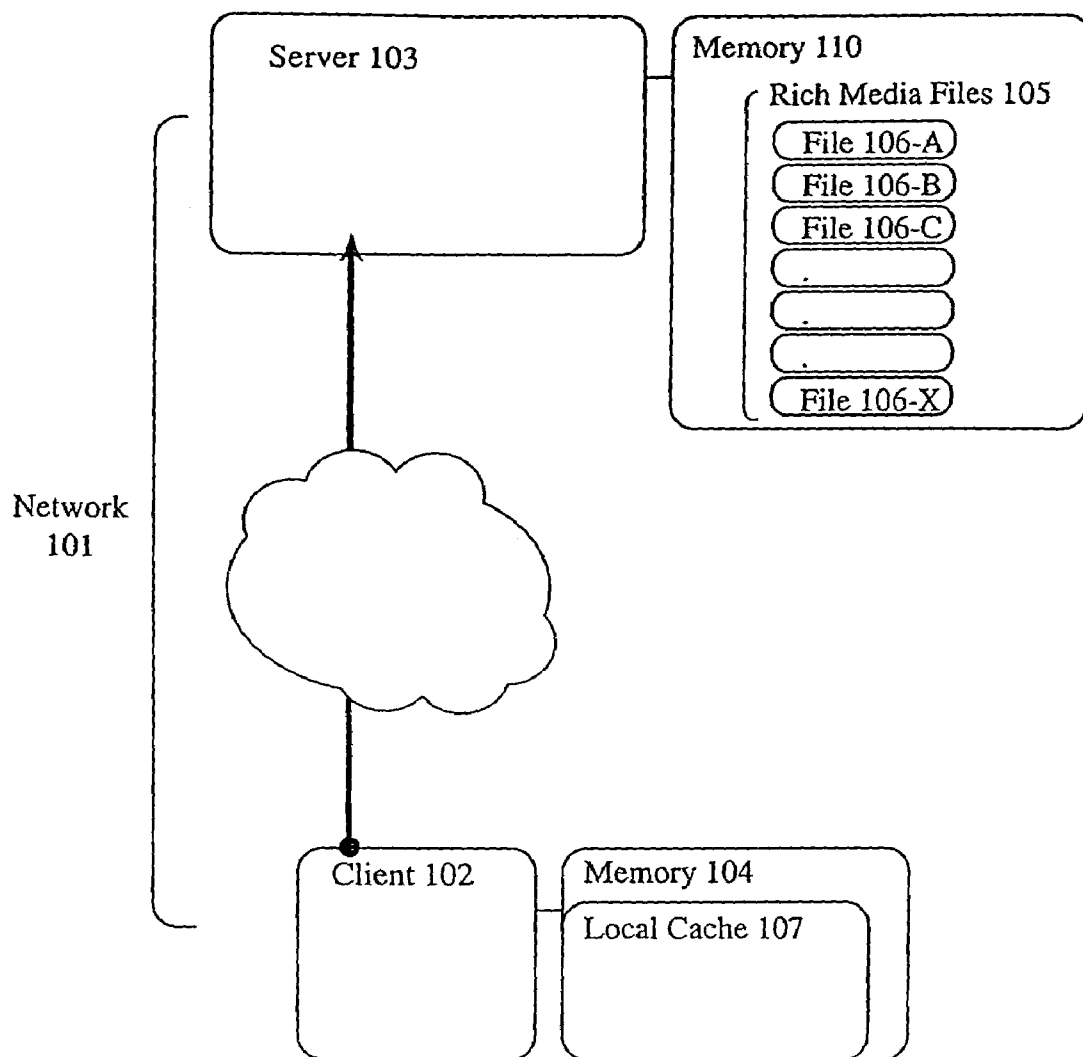 Server 103
Memory 110
Rich Media Files 105
File 106-A
File 106-B
File 106-C
.
.
.
File 106-X
Network
101
Client 102
Memory 104
Local Cache 107